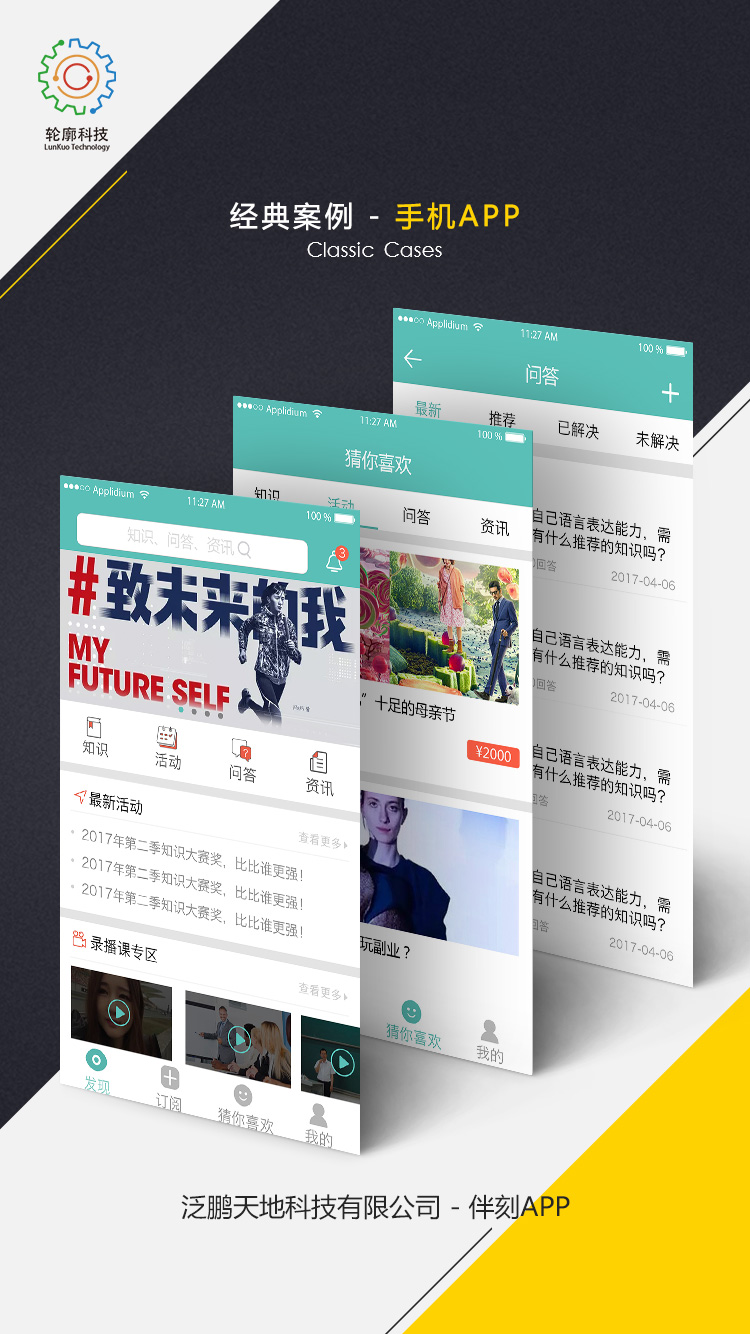 轮廓科技
LunKuo Technology
经典案例 - 手机APP
Classic Cases
Applidium
11:27 AM
100 %
问答
最新
推荐
已解决
未解决
自己语言表达能力，需
有什么推荐的知识吗?
回答
2017-04-06
自己语言表达能力，需
有什么推荐的知识吗?
0回答
2017-04-06
自己语言表达能力，需
有什么推荐的知识吗?
回答
2017-04-06
自己语言表达能力，需
有什么推荐的知识吗?
回答
2017-04-06
Applidium
11:27 AM
100 %
猜你喜欢
知识
活动
问答
资讯
”十足的母亲节
¥2000
玩副业？
猜你喜欢
我的
Applidium
11:27 AM
100 %
知识、问答、资讯
3
#致未来的我
MY
FUTURE SELF
知识
活动
问答
资讯
最新活动
查看更多
2017年第二季知识大赛奖，比比谁更强!
2017年第二季知识大赛奖，比比谁更强!
2017年第二季知识大赛奖，比比谁更强!
录播课专区
查看更多
发现
订阅
猜你喜欢
我的
泛鹏天地科技有限公司 - 伴刻APP